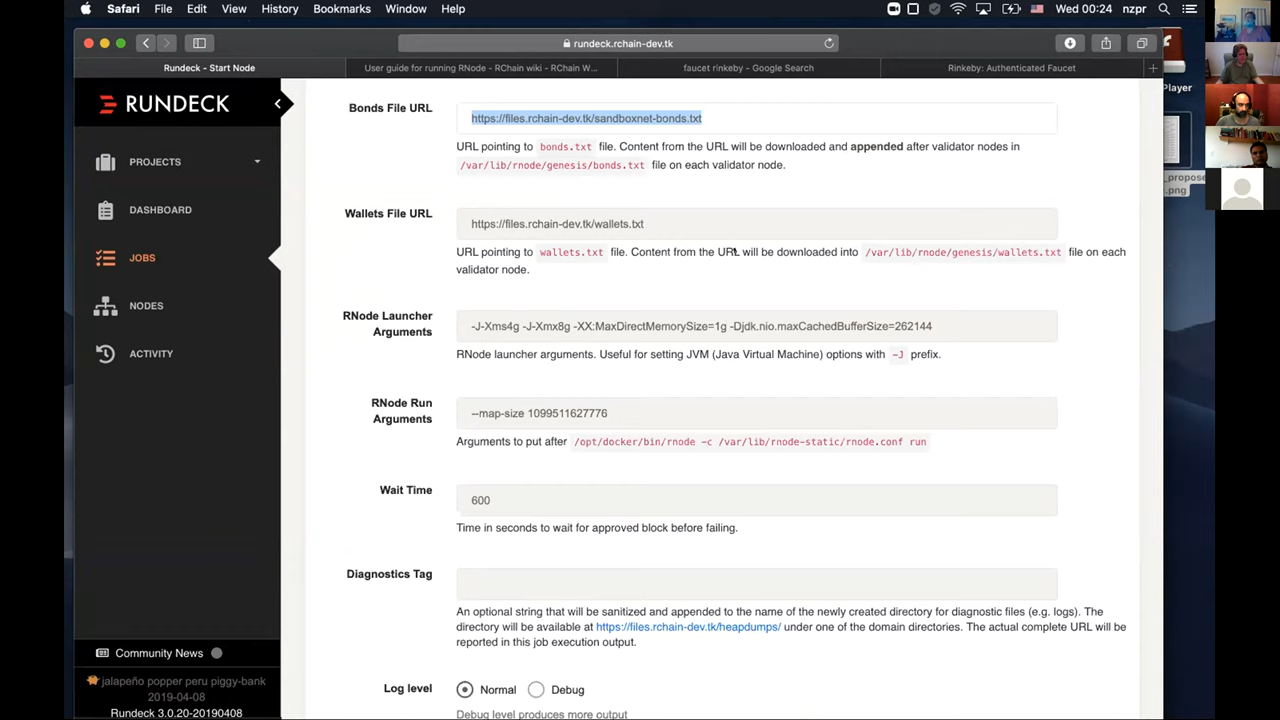 Safari File Edit View History Bookmarks Window Help Wed 00:24 nzpr
rundeck.rchain-dev.tk
Rundeck - Start Node User guide for running RNode - RChain wiki - RChain W... faucet rinkeby - Google Search Rinkeby: Authenticated Faucet
RUNDECK
PROJECTS
DASHBOARD
JOBS
NODES
ACTIVITY
Community News
jalapeño popper peru piggy-bank
2019-04-08
Rundeck 3.0.20-20190408
Bonds File URL
https://files.rchain-dev.tk/sandboxnet-bonds.txt
URL pointing to bonds.txt file. Content from the URL will be downloaded and appended after validator nodes in
/var/lib/rnode/genesis/bonds.txt file on each validator node.
Wallets File URL
https://files.rchain-dev.tk/wallets.txt
URL pointing to wallets.txt file. Content from the URL will be downloaded into /var/lib/rnode/genesis/wallets.txt file on each
validator node.
RNode Launcher
Arguments
-J-Xms4g -J-Xmx8g -XX:MaxDirectMemorySize=1g -Djdk.nio.maxCachedBufferSize=262144
RNode launcher arguments. Useful for setting JVM (Java Virtual Machine) options with -J prefix.
RNode Run
Arguments
--map-size 1099511627776
Arguments to put after /opt/docker/bin/rnode -c /var/lib/rnode-static/rnode.conf run
Wait Time
600
Time in seconds to wait for approved block before failing.
Diagnostics Tag
An optional string that will be sanitized and appended to the name of the newly created directory for diagnostic files (e.g. logs). The
directory will be available at https://files.rchain-dev.tk/heapdumps/ under one of the domain directories. The actual complete URL will be
reported in this job execution output.
Log level
Normal Debug
Debug level produces more output
Player
_propose
.png